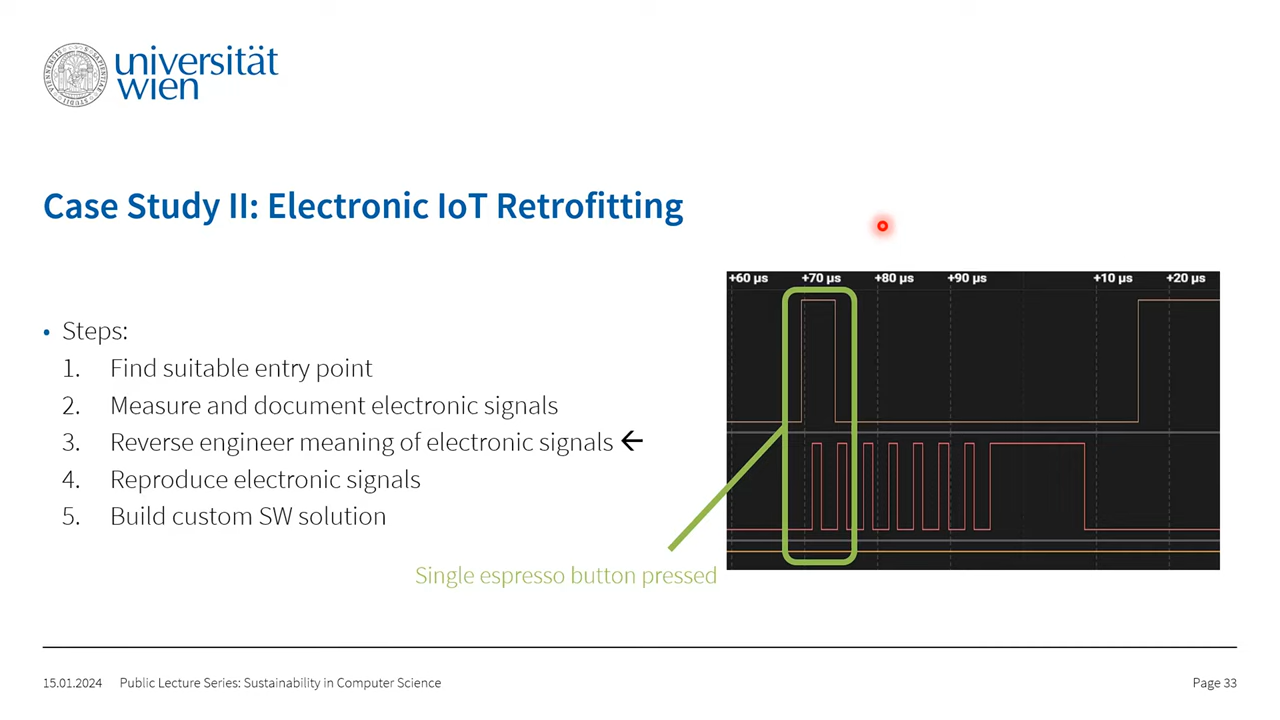 universität
wien
Case Study II: Electronic IoT Retrofitting
• Steps:
1. Find suitable entry point
2. Measure and document electronic signals
3. Reverse engineer meaning of electronic signals ←
4. Reproduce electronic signals
5. Build custom SW solution
+60 µs +70 µs +80 µs +90 µs +10 µs +20 µs
Single espresso button pressed
15.01.2024 Public Lecture Series: Sustainability in Computer Science Page 33